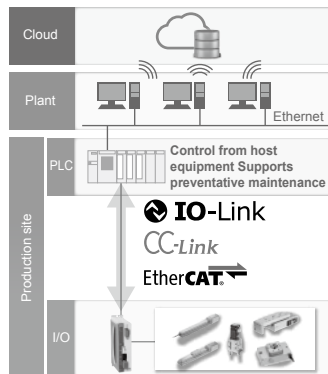 Cloud
Plant
Ethernet
Production site
PLC
Control from host
equipment Supports
preventative maintenance
IO-Link
CC-Link
EtherCAT®
I/O